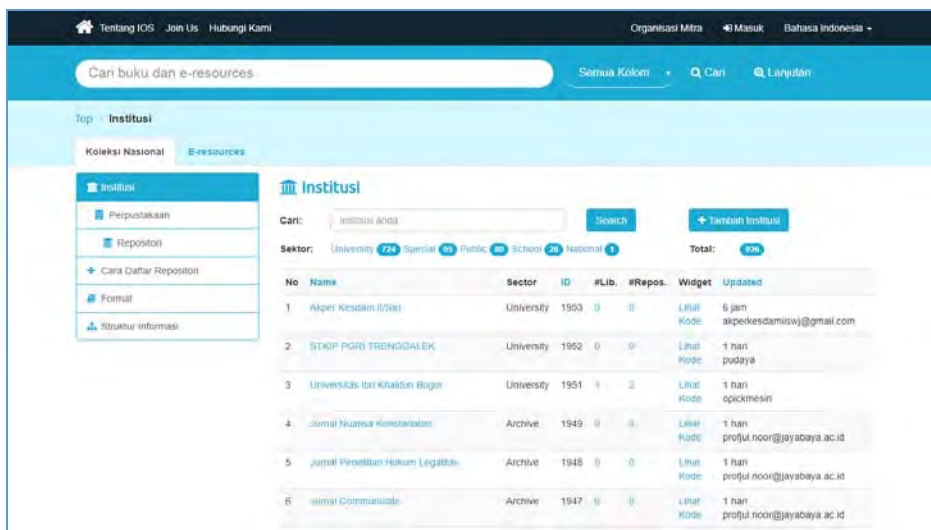 Tentang IOS Join Us Hubungi Kami Organisasi Mitra Masuk Bahasa Indonesia
Cari buku dan e-resources Semua Kolom Cari Lanjutan
Top Institusi
Koleksi Nasional E-resources
Institusi
Perpustakaan
Repositori
Cara Daftar Repositori
Format
Struktur Informasi
Institusi
Cari: Institusi anda Search + Tambah Institusi
Sektor: University 724 Special 95 Public 80 School 26 National 1 Total: 926
No Name Sector ID #Lib. #Repos. Widget Updated
1 Akper Kesdam University 1953 0 0 Lihat Kode 6 jam
akperkesdamiiswj@gmail.com
2 STKIP PGRI TRENGGALEK University 1952 0 0 Lihat Kode 1 hari
pudaya
3 Universitas Ibn Khaldun Bogor University 1951 1 2 Lihat Kode 1 hari
opickmesin
4 Jurnal Nuansa Kenotariatan Archive 1949 0 0 Lihat Kode 1 hari
profjul.noor@jayabaya.ac.id
5 Jurnal Penelitian Hukum Legalitas Archive 1948 0 0 Lihat Kode 1 hari
profjul.noor@jayabaya.ac.id
6 Jurnal Communicate Archive 1947 0 0 Lihat Kode 1 hari
profjul.noor@jayabaya.ac.id